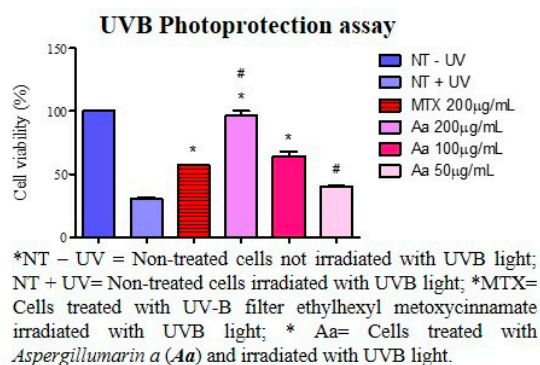 UVB Photoprotection assay
150
100
50
0
Cell viability (%)
*
#
*
*
#
NT - UV
NT + UV
MTX 200µg/mL
Aa 200µg/mL
Aa 100µg/mL
Aa 50µg/mL
*NT – UV = Non-treated cells not irradiated with UVB light;
NT + UV= Non-treated cells irradiated with UVB light; *MTX=
Cells treated with UV-B filter ethylhexyl metoxycinnamate
irradiated with UVB light; * Aa= Cells treated with
Aspergillumarin a (Aa) and irradiated with UVB light.